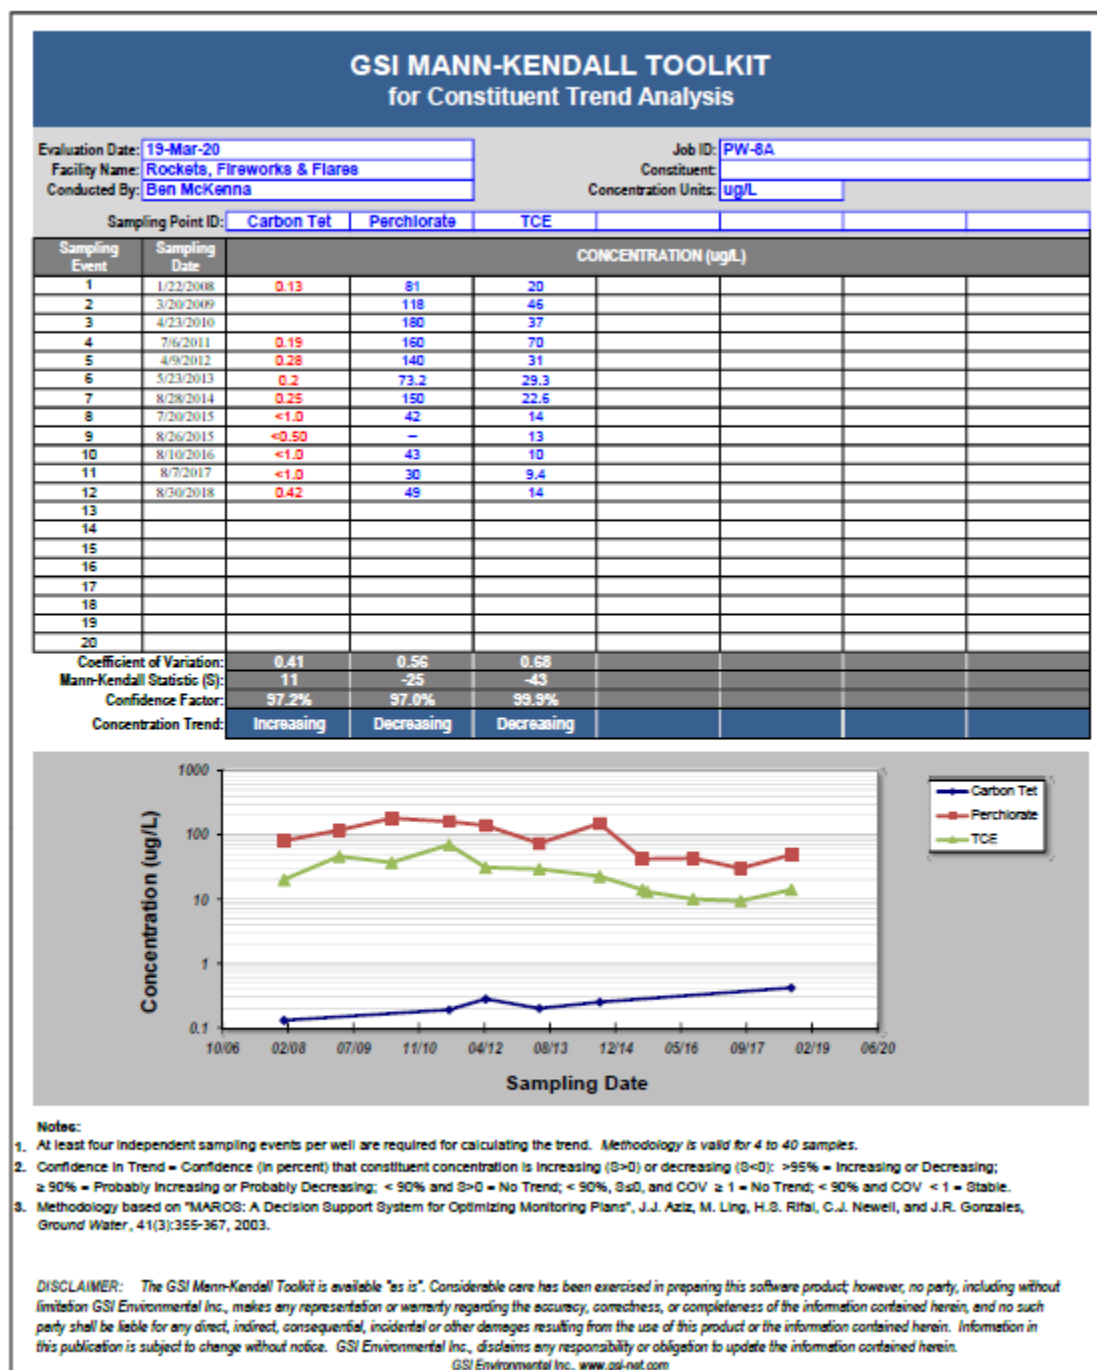 GSI MANN-KENDALL TOOLKIT
for Constituent Trend Analysis
Evaluation Date: 19-Mar-20 Job ID: PW-8A
Facility Name: Rockets, Fireworks & Flares Constituent:
Conducted By: Ben McKenna Concentration Units: ug/L
Sampling Point ID: Carbon Tet Perchlorate TCE
Sampling Event Sampling Date CONCENTRATION (ug/L)
1 1/22/2008 0.13 81 20
2 3/20/2009 118 46
3 4/23/2010 180 37
4 7/6/2011 0.19 160 70
5 4/9/2012 0.28 140 31
6 5/23/2013 0.2 73.2 29.3
7 8/28/2014 0.25 150 22.6
8 7/20/2015 <1.0 42 14
9 8/26/2015 <0.50 – 13
10 8/10/2016 <1.0 43 10
11 8/7/2017 <1.0 30 9.4
12 8/30/2018 0.42 49 14
13
14
15
16
17
18
19
20
Coefficient of Variation: 0.41 0.56 0.68
Mann-Kendall Statistic (S): 11 -25 -43
Confidence Factor: 97.2% 97.0% 99.9%
Concentration Trend: Increasing Decreasing Decreasing
Concentration (ug/L)
1000
100
10
1
0.1
10/06 02/08 07/09 11/10 04/12 08/13 12/14 05/16 09/17 02/19 06/20
Sampling Date
Carbon Tet
Perchlorate
TCE
Notes:
1. At least four independent sampling events per well are required for calculating the trend. Methodology is valid for 4 to 40 samples.
2. Confidence in Trend = Confidence (in percent) that constituent concentration is increasing (S>0) or decreasing (S<0): >95% = Increasing or Decreasing;
≥ 90% = Probably Increasing or Probably Decreasing; < 90% and S>0 = No Trend; < 90%, S≤0, and COV ≥ 1 = No Trend; < 90% and COV < 1 = Stable.
3. Methodology based on "MAROS: A Decision Support System for Optimizing Monitoring Plans", J.J. Aziz, M. Ling, H.S. Rifai, C.J. Newell, and J.R. Gonzales,
Ground Water, 41(3):355-367, 2003.
DISCLAIMER: The GSI Mann-Kendall Toolkit is available "as is". Considerable care has been exercised in preparing this software product; however, no party, including without
limitation GSI Environmental Inc., makes any representation or warranty regarding the accuracy, correctness, or completeness of the information contained herein, and no such
party shall be liable for any direct, indirect, consequential, incidental or other damages resulting from the use of this product or the information contained herein. Information in
this publication is subject to change without notice. GSI Environmental Inc., disclaims any responsibility or obligation to update the information contained herein.
GSI Environmental Inc., www.gsi-net.com